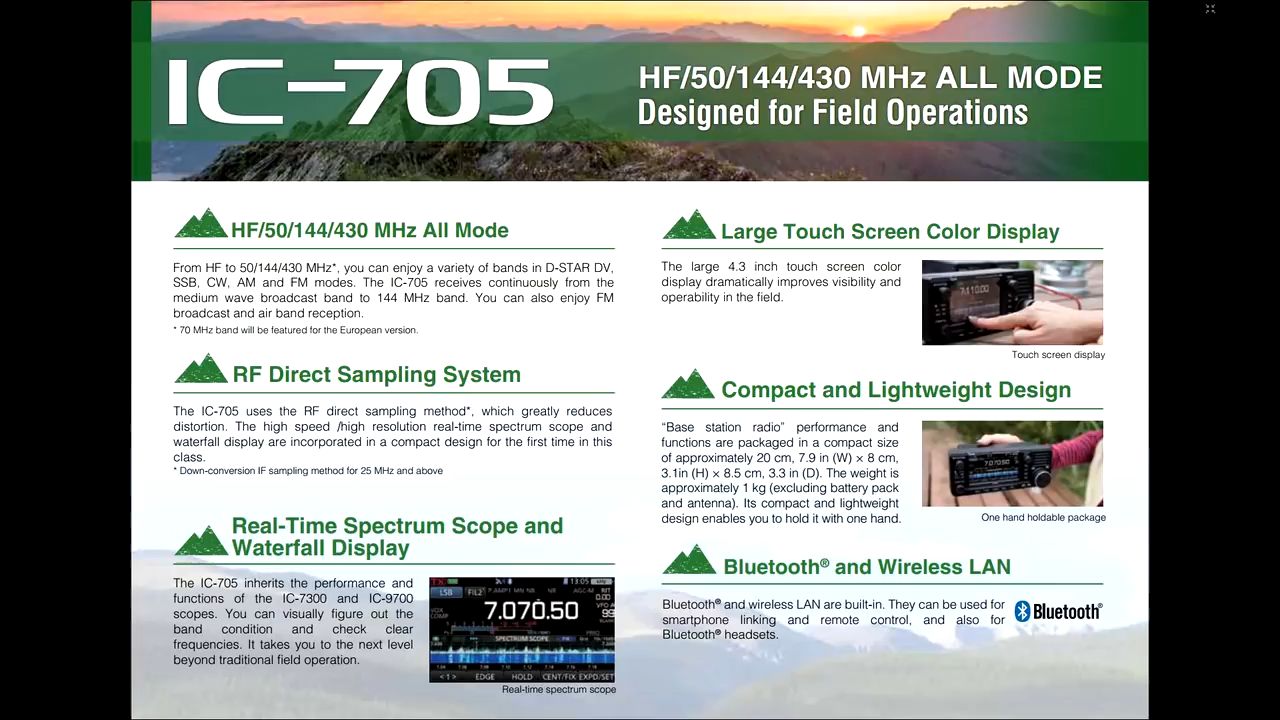 IC-705
HF/50/144/430 MHz ALL MODE
Designed for Field Operations
HF/50/144/430 MHz All Mode
From HF to 50/144/430 MHz*, you can enjoy a variety of bands in D-STAR DV,
SSB, CW, AM and FM modes. The IC-705 receives continuously from the
medium wave broadcast band to 144 MHz band. You can also enjoy FM
broadcast and air band reception.
* 70 MHz band will be featured for the European version.
RF Direct Sampling System
The IC-705 uses the RF direct sampling method*, which greatly reduces
distortion. The high speed /high resolution real-time spectrum scope and
waterfall display are incorporated in a compact design for the first time in this
class.
* Down-conversion IF sampling method for 25 MHz and above
Real-Time Spectrum Scope and
Waterfall Display
The IC-705 inherits the performance and
functions of the IC-7300 and IC-9700
scopes. You can visually figure out the
band condition and check clear
frequencies. It takes you to the next level
beyond traditional field operation.
13:05
LSB FIL2
7.070.50
SPECTRUM SCOPE
<1> EDGE HOLD CENT/FIX EXPD/SET
Real-time spectrum scope
Large Touch Screen Color Display
The large 4.3 inch touch screen color
display dramatically improves visibility and
operability in the field.
Touch screen display
Compact and Lightweight Design
“Base station radio” performance and
functions are packaged in a compact size
of approximately 20 cm, 7.9 in (W) × 8 cm,
3.1in (H) × 8.5 cm, 3.3 in (D). The weight is
approximately 1 kg (excluding battery pack
and antenna). Its compact and lightweight
design enables you to hold it with one hand.
7.070.50
One hand holdable package
Bluetooth® and Wireless LAN
Bluetooth® and wireless LAN are built-in. They can be used for
smartphone linking and remote control, and also for
Bluetooth® headsets.
Bluetooth®